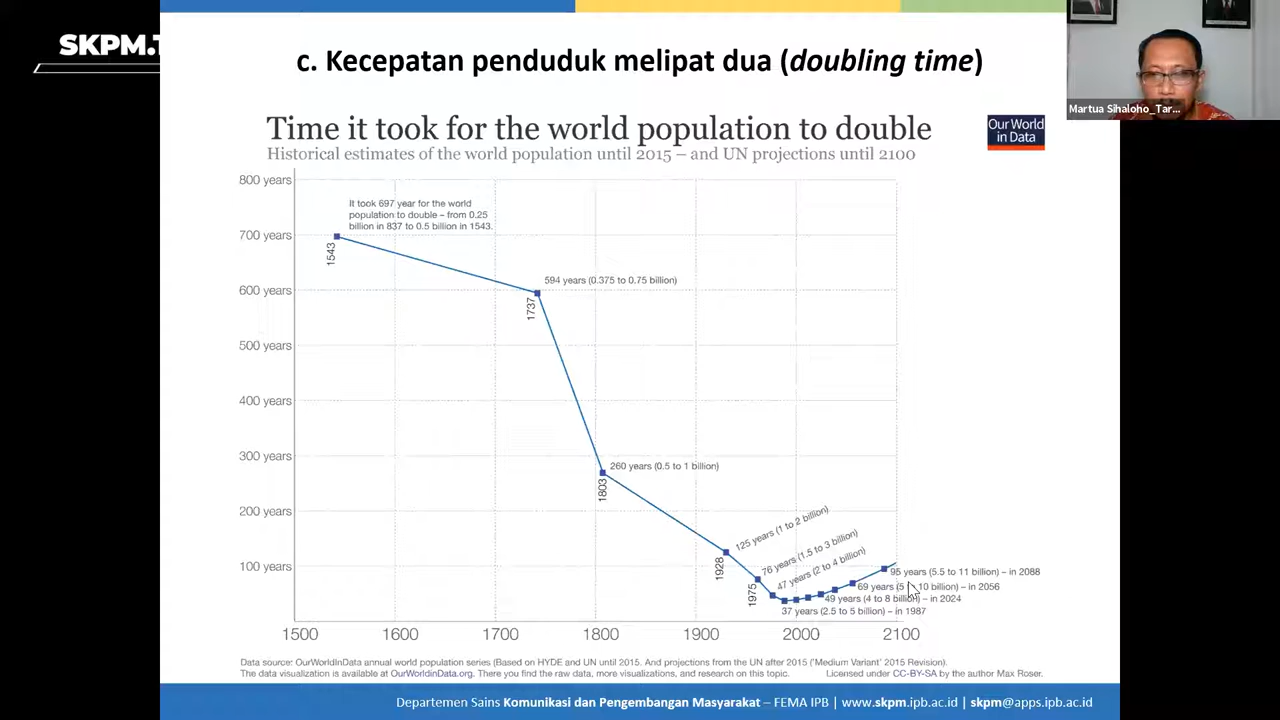 SKPM.T
c. Kecepatan penduduk melipat dua (doubling time)
Martua Sihaloho_Tar...
Time it took for the world population to double
Historical estimates of the world population until 2015 – and UN projections until 2100
Our World
in Data
800 years
It took 697 year for the world
population to double – from 0.25
billion in 837 to 0.5 billion in 1543.
700 years
1543
594 years (0.375 to 0.75 billion)
600 years
1737
500 years
400 years
300 years
260 years (0.5 to 1 billion)
1803
200 years
125 years (1 to 2 billion)
1928
76 years (1.5 to 3 billion)
47 years (2 to 4 billion)
1975
100 years
95 years (5.5 to 11 billion) – in 2088
69 years (5 to 10 billion) – in 2056
49 years (4 to 8 billion) – in 2024
37 years (2.5 to 5 billion) – in 1987
1500 1600 1700 1800 1900 2000 2100
Data source: OurWorldInData annual world population series (Based on HYDE and UN until 2015. And projections from the UN after 2015 ('Medium Variant' 2015 Revision).
The data visualization is available at OurWorldinData.org. There you find the raw data, more visualizations, and research on this topic. Licensed under CC-BY-SA by the author Max Roser.
Departemen Sains Komunikasi dan Pengembangan Masyarakat – FEMA IPB | www.skpm.ipb.ac.id | skpm@apps.ipb.ac.id